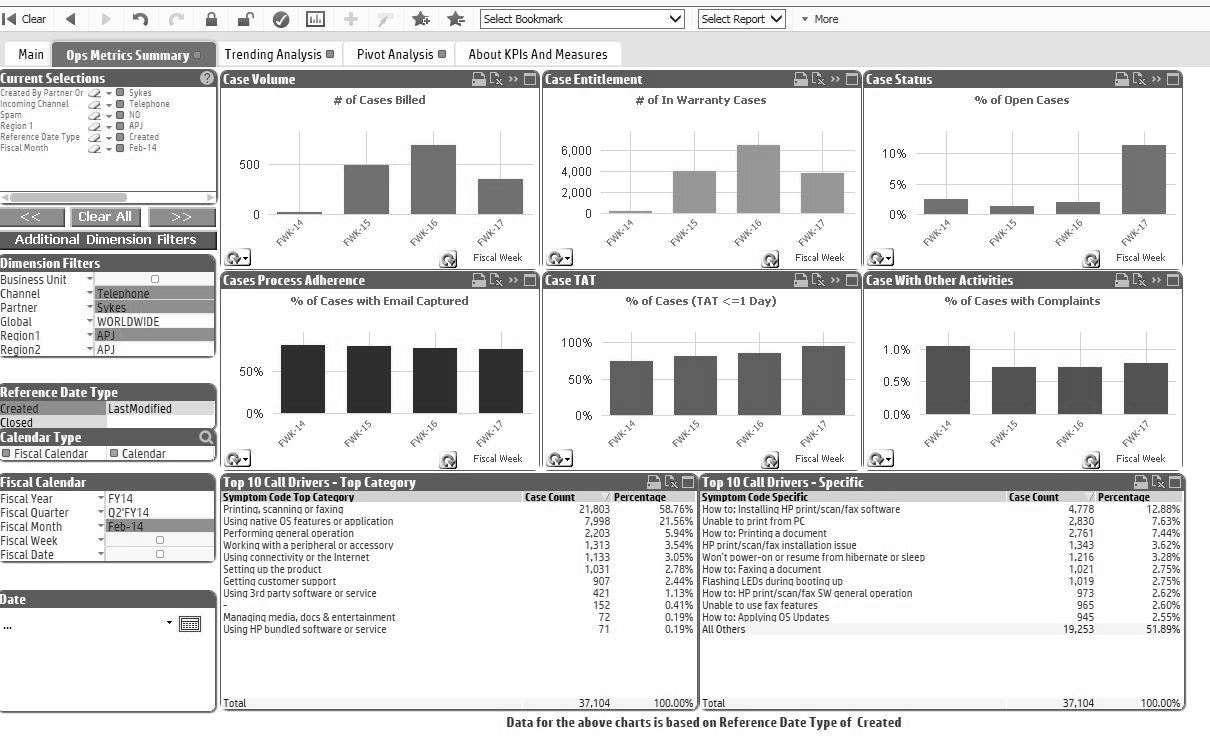 Clear Select Bookmark Select Report More
Main Ops Metrics Summary Trending Analysis Pivot Analysis About KPIs And Measures
Current Selections ?
Created By Partner Or Sykes
Incoming Channel Telephone
Spam NO
Region 1 APJ
Reference Date Type Created
Fiscal Month Feb-14
<< Clear All >>
Additional Dimension Filters
Dimension Filters
Business Unit
Channel Telephone
Partner Sykes
Global WORLDWIDE
Region1 APJ
Region2 APJ
Reference Date Type
Created LastModified
Closed
Calendar Type
Fiscal Calendar Calendar
Fiscal Calendar
Fiscal Year FY14
Fiscal Quarter Q2'FY14
Fiscal Month Feb-14
Fiscal Week
Fiscal Date
Date
...
Case Volume
# of Cases Billed
500
0
FWK-14 FWK-15 FWK-16 FWK-17
Fiscal Week
Case Entitlement
# of In Warranty Cases
6,000
4,000
2,000
0
FWK-14 FWK-15 FWK-16 FWK-17
Fiscal Week
Case Status
% of Open Cases
10%
5%
0%
FWK-14 FWK-15 FWK-16 FWK-17
Fiscal Week
Cases Process Adherence
% of Cases with Email Captured
50%
0%
FWK-14 FWK-15 FWK-16 FWK-17
Fiscal Week
Case TAT
% of Cases (TAT <=1 Day)
100%
50%
0%
FWK-14 FWK-15 FWK-16 FWK-17
Fiscal Week
Case With Other Activities
% of Cases with Complaints
1.0%
0.5%
0.0%
FWK-14 FWK-15 FWK-16 FWK-17
Fiscal Week
Top 10 Call Drivers - Top Category
Symptom Code Top Category Case Count Percentage
Printing, scanning or faxing 21,803 58.76%
Using native OS features or application 7,998 21.56%
Performing general operation 2,203 5.94%
Working with a peripheral or accessory 1,313 3.54%
Using connectivity or the Internet 1,133 3.05%
Setting up the product 1,031 2.78%
Getting customer support 907 2.44%
Using 3rd party software or service 421 1.13%
- 152 0.41%
Managing media, docs & entertainment 72 0.19%
Using HP bundled software or service 71 0.19%
Total 37,104 100.00%
Top 10 Call Drivers - Specific
Symptom Code Specific Case Count Percentage
How to: Installing HP print/scan/fax software 4,778 12.88%
Unable to print from PC 2,830 7.63%
How to: Printing a document 2,761 7.44%
HP print/scan/fax installation issue 1,343 3.62%
Won't power-on or resume from hibernate or sleep 1,216 3.28%
How to: Faxing a document 1,021 2.75%
Flashing LEDs during booting up 1,019 2.75%
How to: HP print/scan/fax SW general operation 973 2.62%
Unable to use fax features 965 2.60%
How to: Applying OS Updates 945 2.55%
All Others 19,253 51.89%
Total 37,104 100.00%
Data for the above charts is based on Reference Date Type of Created